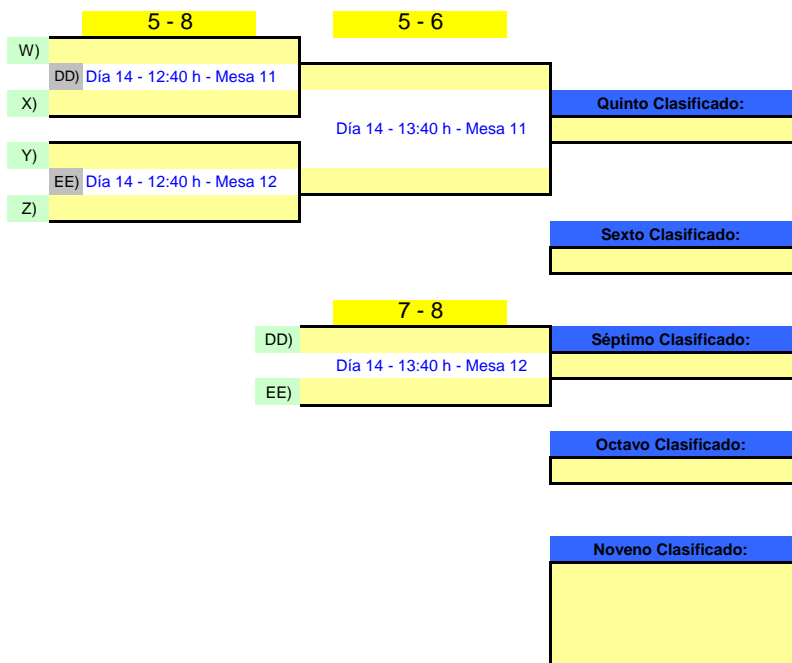 5 - 8
5 - 6
W)
DD) Día 14 - 12:40 h - Mesa 11
X)
Quinto Clasificado:
Día 14 - 13:40 h - Mesa 11
Y)
EE) Día 14 - 12:40 h - Mesa 12
Z)
Sexto Clasificado:
7 - 8
DD)
Séptimo Clasificado:
Día 14 - 13:40 h - Mesa 12
EE)
Octavo Clasificado:
Noveno Clasificado: